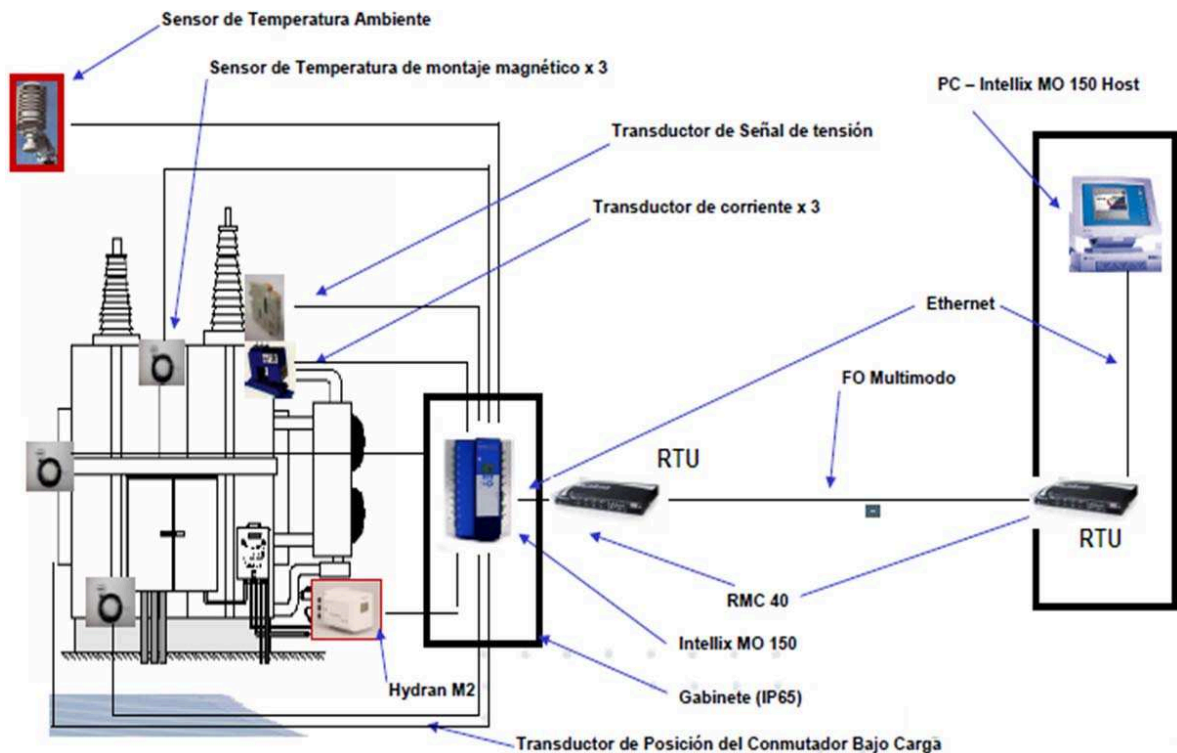 Sensor de Temperatura Ambiente
Sensor de Temperatura de montaje magnético x 3
PC – Intellix MO 150 Host
Transductor de Señal de tensión
Transductor de corriente x 3
Ethernet
FO Multimodo
RTU
RTU
RMC 40
Intellix MO 150
Hydran M2
Gabinete (IP65)
Transductor de Posición del Conmutador Bajo Carga